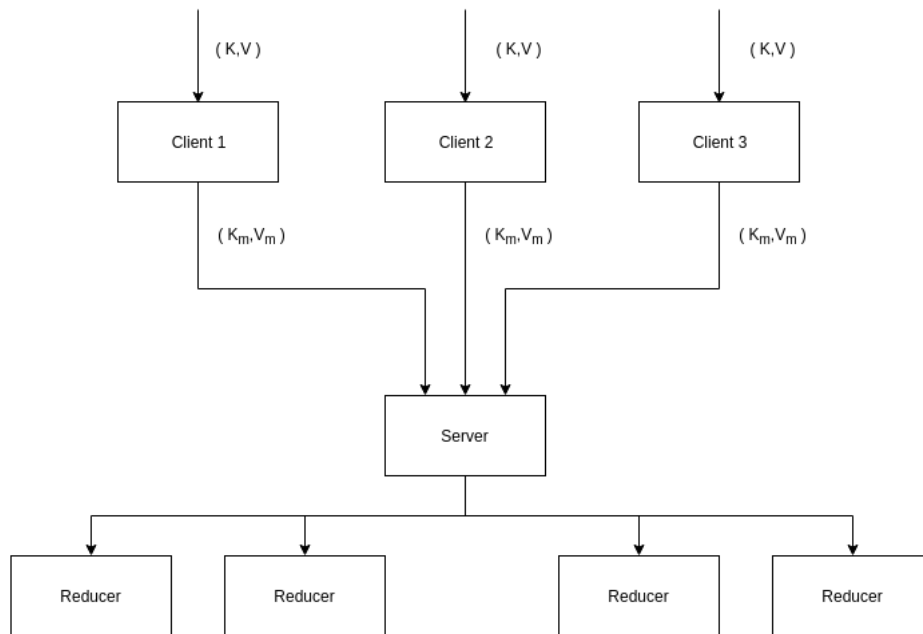 ( K,V )
( K,V )
( K,V )
Client 1
Client 2
Client 3
( Kₘ,Vₘ )
( Kₘ,Vₘ )
( Kₘ,Vₘ )
Server
Reducer
Reducer
Reducer
Reducer